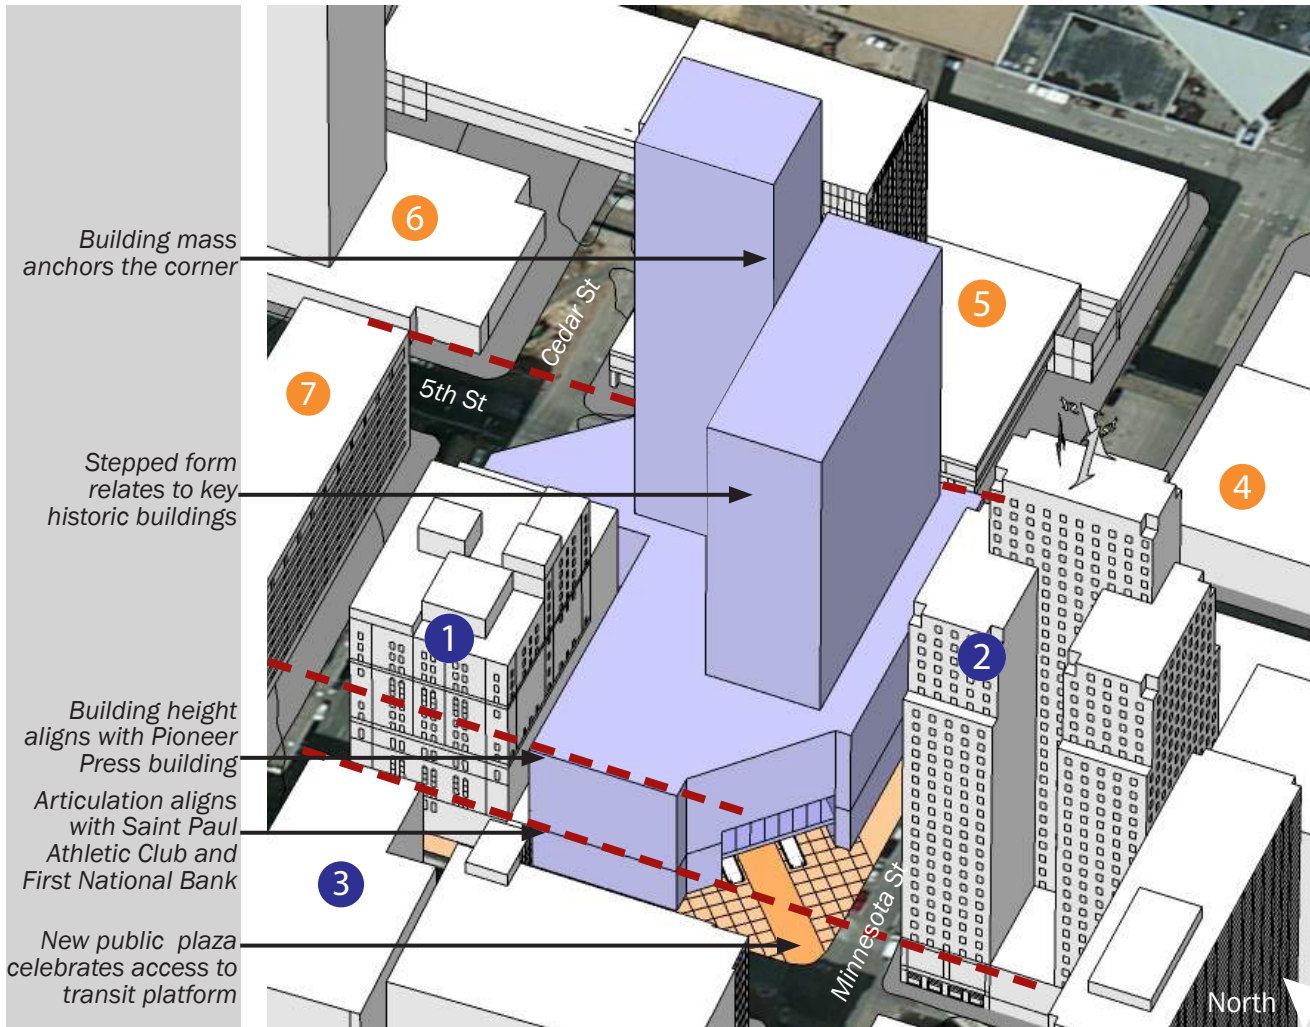 Building mass
anchors the corner
Stepped form
relates to key
historic buildings
Building height
aligns with Pioneer
Press building
Articulation aligns
with Saint Paul
Athletic Club and
First National Bank
New public plaza
celebrates access to
transit platform
6
Cedar St
5
7
5th St
4
1
2
3
Minnesota St
North